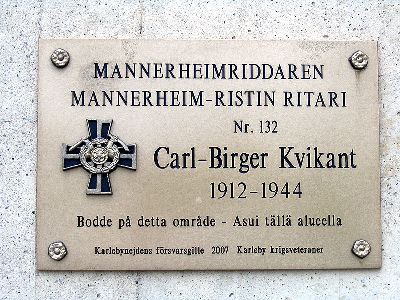 MANNERHEIMRIDDAREN
MANNERHEIM-RISTIN RITARI
Nr. 132
Carl-Birger Kvikant
1912-1944
Bodde på detta område - Asui tällä alueella
Karlebynejdens försvarsgille 2007 Karleby krigsveteraner